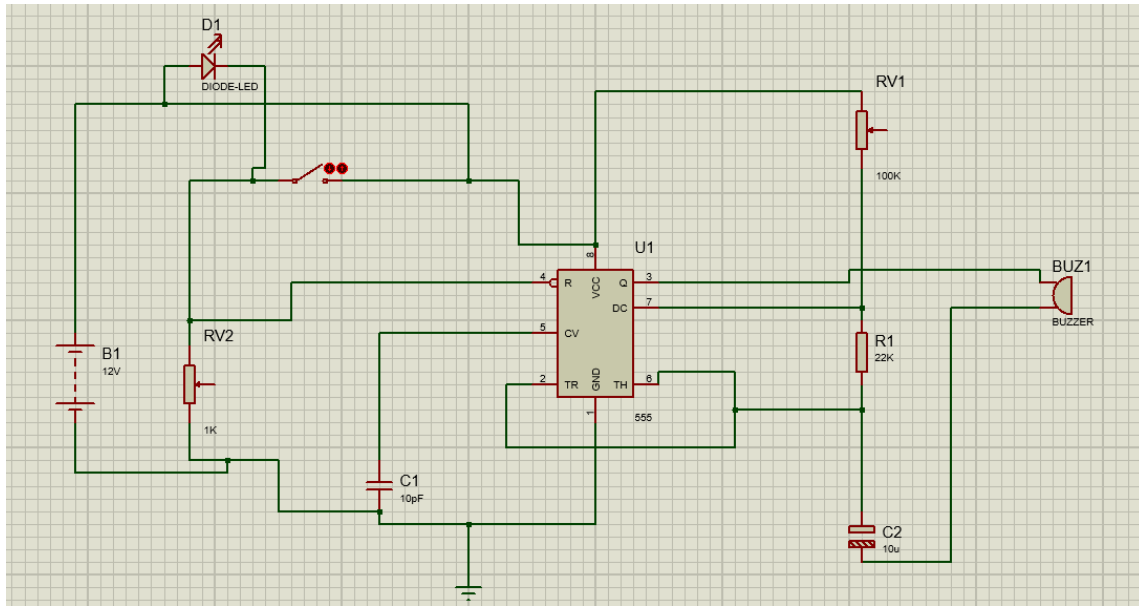 D1
DIODE-LED
RV1
100K
U1
8
VCC
4
R
Q
3
DC
7
5
CV
2
TR
GND
TH
6
1
555
BUZ1
BUZZER
R1
22K
RV2
1K
B1
12V
C1
10pF
C2
10u